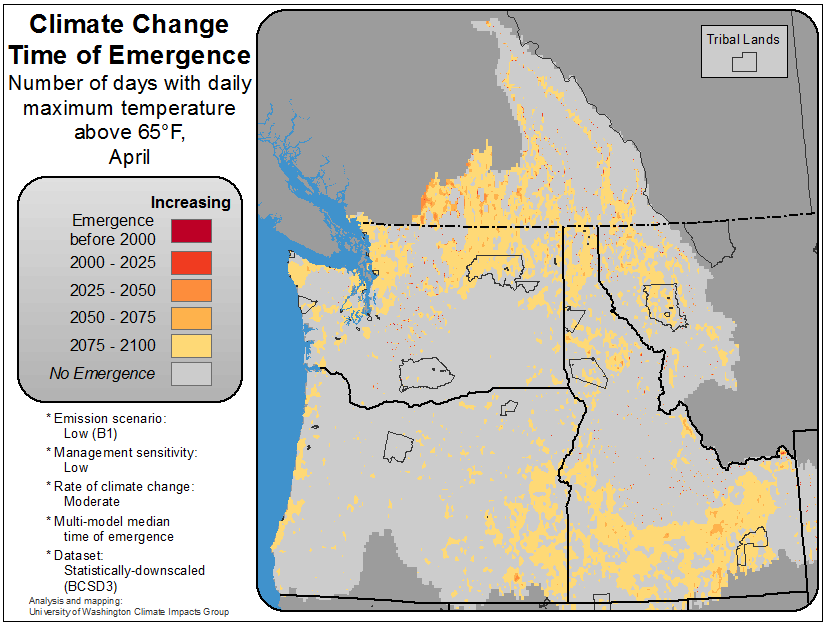 Climate Change
Time of Emergence
Number of days with daily
maximum temperature
above 65°F,
April
Increasing
Emergence
before 2000
2000 - 2025
2025 - 2050
2050 - 2075
2075 - 2100
No Emergence
* Emission scenario:
Low (B1)
* Management sensitivity:
Low
* Rate of climate change:
Moderate
* Multi-model median
time of emergence
* Dataset:
Statistically-downscaled
(BCSD3)
Analysis and mapping:
University of Washington Climate Impacts Group
Tribal Lands